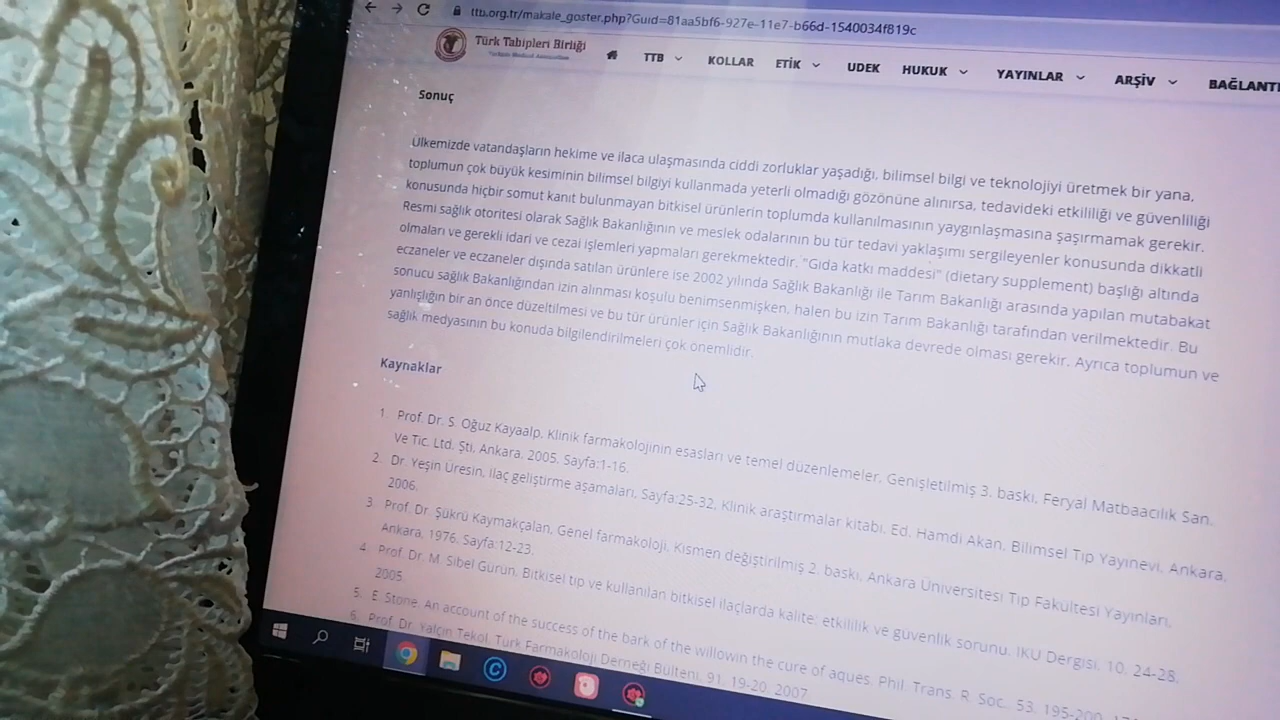 ttb.org.tr/makale_goster.php?Guid=81aa5bf6-927e-11e7-b66d-1540034f819c
Türk Tabipleri Birliği
TTB KOLLAR ETİK UDEK HUKUK YAYINLAR ARŞİV BAĞLANTI
Sonuç
Ülkemizde vatandaşların hekime ve ilaca ulaşmasında ciddi zorluklar yaşadığı, bilimsel bilgi ve teknolojiyi üretmek bir yana,
toplumun çok büyük kesiminin bilimsel bilgiyi kullanmada yeterli olmadığı gözönüne alınırsa, tedavideki etkililiği ve güvenliliği
konusunda hiçbir somut kanıt bulunmayan bitkisel ürünlerin toplumda kullanılmasının yaygınlaşmasına şaşırmamak gerekir.
Resmi sağlık otoritesi olarak Sağlık Bakanlığının ve meslek odalarının bu tür tedavi yaklaşımı sergileyenler konusunda dikkatli
olmaları ve gerekli idari ve cezai işlemleri yapmaları gerekmektedir. "Gıda katkı maddesi" (dietary supplement) başlığı altında
eczaneler ve eczaneler dışında satılan ürünlere ise 2002 yılında Sağlık Bakanlığı ile Tarım Bakanlığı arasında yapılan mutabakat
sonucu sağlık Bakanlığından izin alınması koşulu benimsenmişken, halen bu izin Tarım Bakanlığı tarafından verilmektedir. Bu
yanlışlığın bir an önce düzeltilmesi ve bu tür ürünler için Sağlık Bakanlığının mutlaka devrede olması gerekir. Ayrıca toplumun ve
sağlık medyasının bu konuda bilgilendirilmeleri çok önemlidir.
Kaynaklar
1. Prof. Dr. S. Oğuz Kayaalp, Klinik farmakolojinin esasları ve temel düzenlemeler, Genişletilmiş 3. baskı, Feryal Matbaacılık San.
Ve Tic. Ltd. Şti, Ankara, 2005. Sayfa:1-16.
2. Dr. Yeşin Üresin, İlaç geliştirme aşamaları, Sayfa:25-32, Klinik araştırmalar kitabı, Ed. Hamdi Akan, Bilimsel Tıp Yayınevi, Ankara,
2006.
3. Prof. Dr. Şükrü Kaymakçalan, Genel farmakoloji, Kısmen değiştirilmiş 2. baskı, Ankara Üniversitesi Tıp Fakültesi Yayınları,
Ankara, 1976. Sayfa:12-23.
4. Prof. Dr. M. Sibel Gürün, Bitkisel tıp ve kullanılan bitkisel ilaçlarda kalite; etkililik ve güvenlik sorunu. İKU Dergisi. 10, 24-28,
2005.
5. E. Stone. An account of the success of the bark of the willowin the cure of aques. Phil. Trans. R. Soc., 53, 195-200,
6. Prof. Dr. Yalçın Tekol, Türk Farmakoloji Derneği Bülteni, 91, 19-20, 2007.